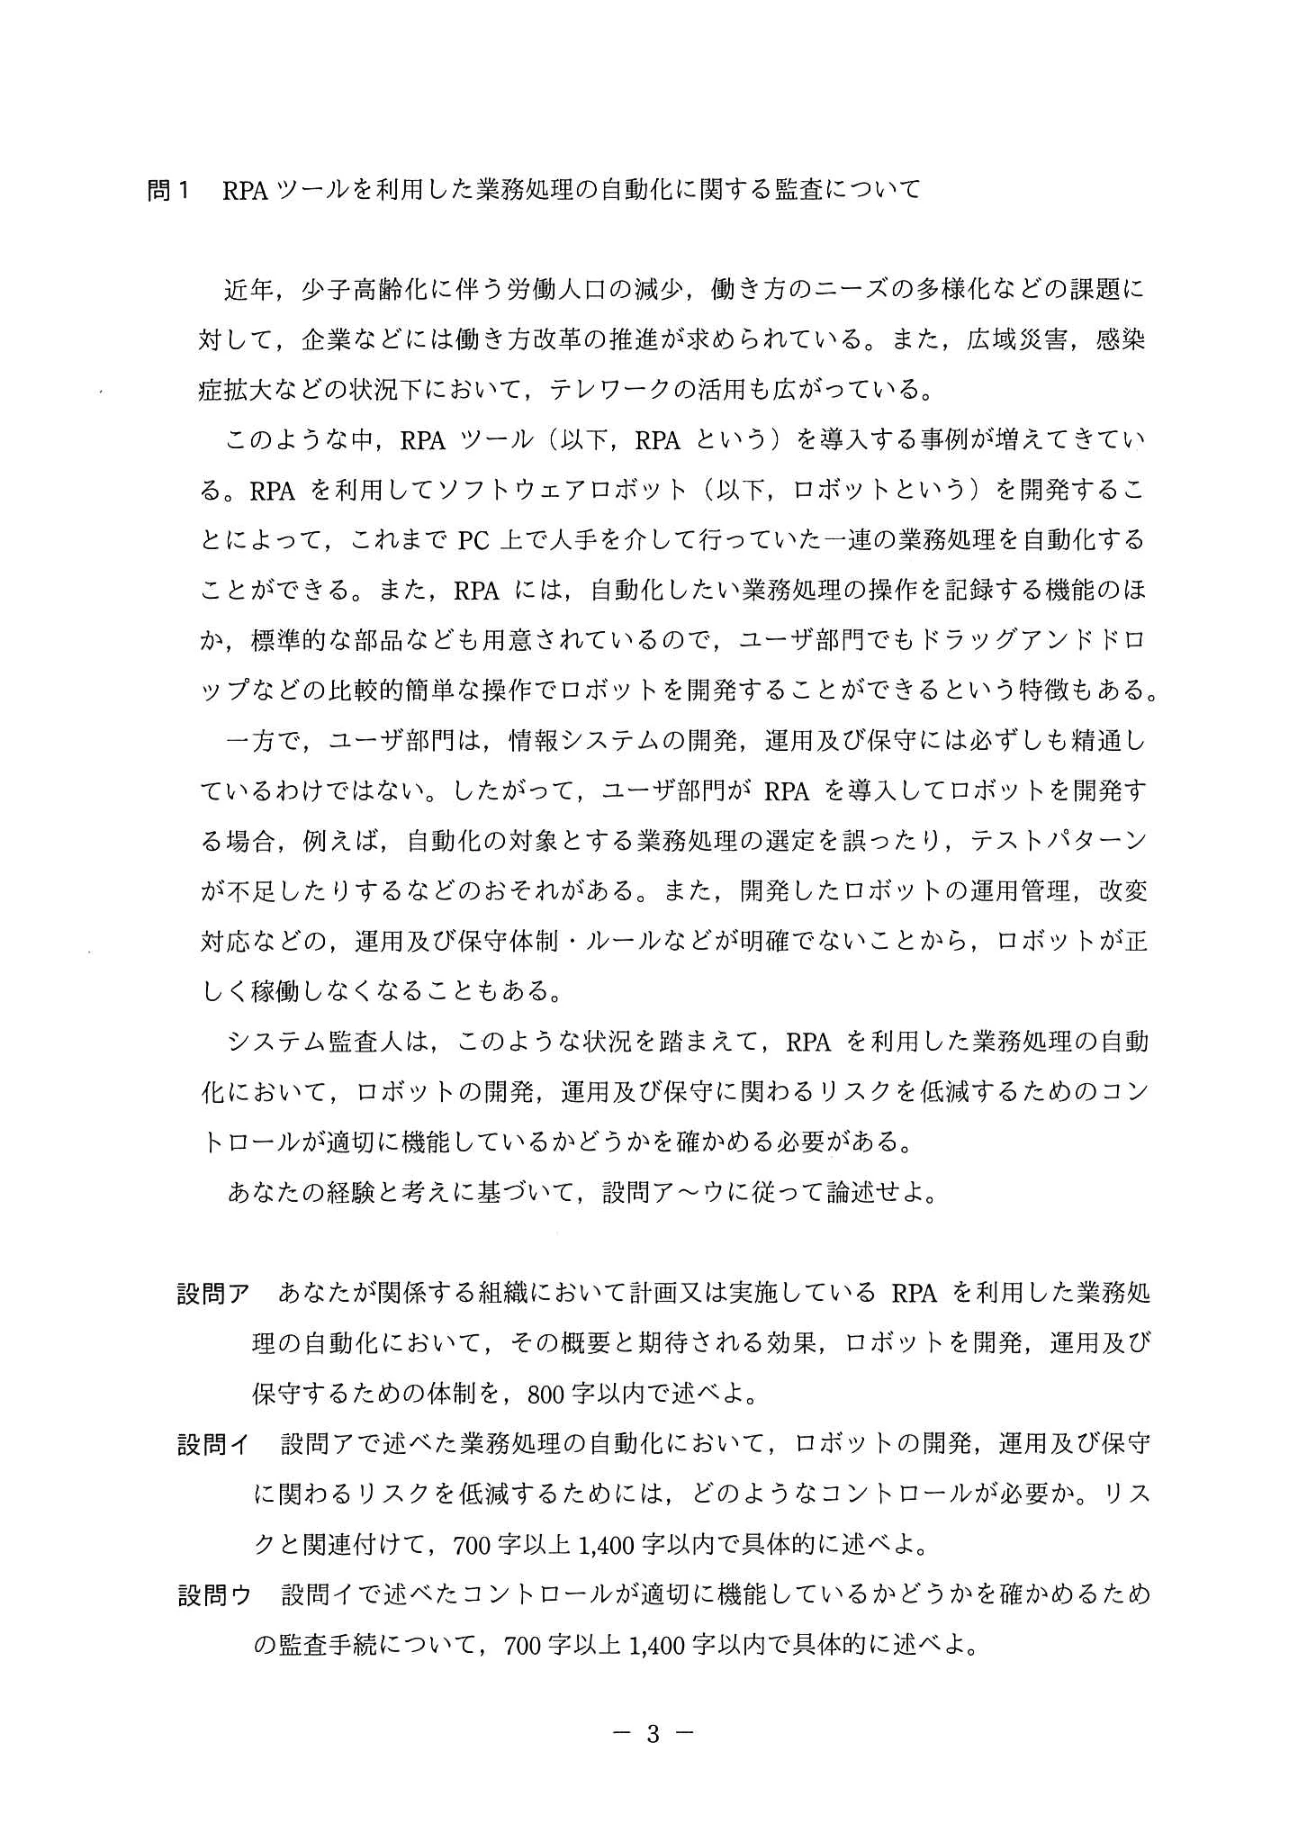 問1 RPA ツールを利用した業務処理の自動化に関する監査について
近年，少子高齢化に伴う労働人口の減少，働き方のニーズの多様化などの課題に
対して，企業などには働き方改革の推進が求められている。また，広域災害，感染
症拡大などの状況下において，テレワークの活用も広がっている。
このような中，RPA ツール（以下，RPA という）を導入する事例が増えてきてい
る。RPA を利用してソフトウェアロボット（以下，ロボットという）を開発するこ
とによって，これまで PC 上で人手を介して行っていた一連の業務処理を自動化する
ことができる。また，RPA には，自動化したい業務処理の操作を記録する機能のほ
か，標準的な部品なども用意されているので，ユーザ部門でもドラッグアンドドロ
ップなどの比較的簡単な操作でロボットを開発することができるという特徴もある。
一方で，ユーザ部門は，情報システムの開発，運用及び保守には必ずしも精通し
ているわけではない。したがって，ユーザ部門が RPA を導入してロボットを開発す
る場合，例えば，自動化の対象とする業務処理の選定を誤ったり，テストパターン
が不足したりするなどのおそれがある。また，開発したロボットの運用管理，改変
対応などの，運用及び保守体制・ルールなどが明確でないことから，ロボットが正
しく稼働しなくなることもある。
システム監査人は，このような状況を踏まえて，RPA を利用した業務処理の自動
化において，ロボットの開発，運用及び保守に関わるリスクを低減するためのコン
トロールが適切に機能しているかどうかを確かめる必要がある。
あなたの経験と考えに基づいて，設問ア～ウに従って論述せよ。
設問ア あなたが関係する組織において計画又は実施している RPA を利用した業務処
理の自動化において，その概要と期待される効果，ロボットを開発，運用及び
保守するための体制を，800 字以内で述べよ。
設問イ 設問アで述べた業務処理の自動化において，ロボットの開発，運用及び保守
に関わるリスクを低減するためには，どのようなコントロールが必要か。リス
クと関連付けて，700 字以上 1,400 字以内で具体的に述べよ。
設問ウ 設問イで述べたコントロールが適切に機能しているかどうかを確かめるため
の監査手続について，700 字以上 1,400 字以内で具体的に述べよ。
－ 3 －